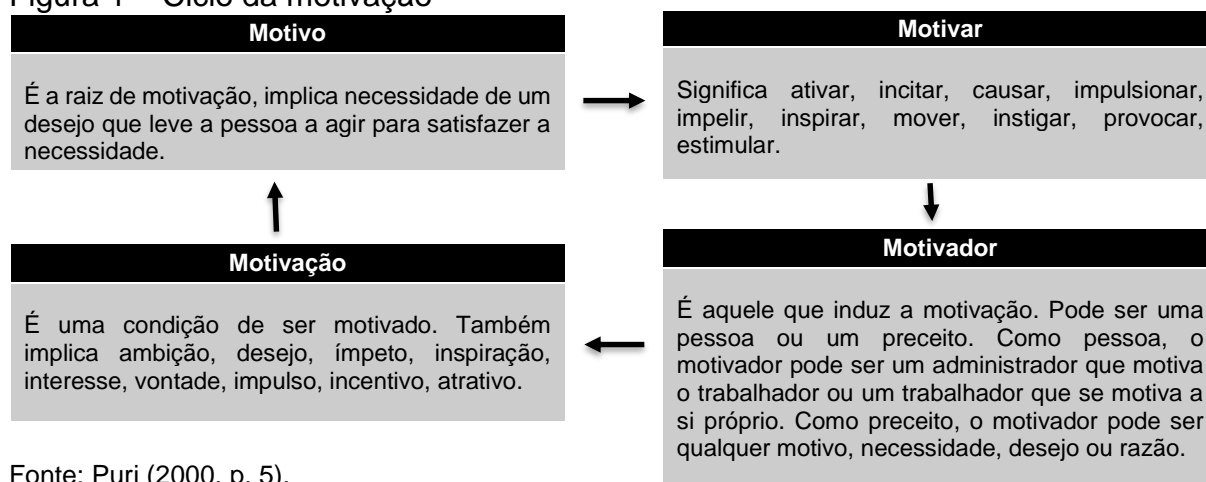 Figura 1 – Ciclo da motivação
Motivo
É a raiz de motivação, implica necessidade de um
desejo que leve a pessoa a agir para satisfazer a
necessidade.
Motivar
Significa ativar, incitar, causar, impulsionar,
impelir, inspirar, mover, instigar, provocar,
estimular.
Motivador
É aquele que induz a motivação. Pode ser uma
pessoa ou um preceito. Como pessoa, o
motivador pode ser um administrador que motiva
o trabalhador ou um trabalhador que se motiva a
si próprio. Como preceito, o motivador pode ser
qualquer motivo, necessidade, desejo ou razão.
Motivação
É uma condição de ser motivado. Também
implica ambição, desejo, ímpeto, inspiração,
interesse, vontade, impulso, incentivo, atrativo.
Fonte: Puri (2000, p. 5).